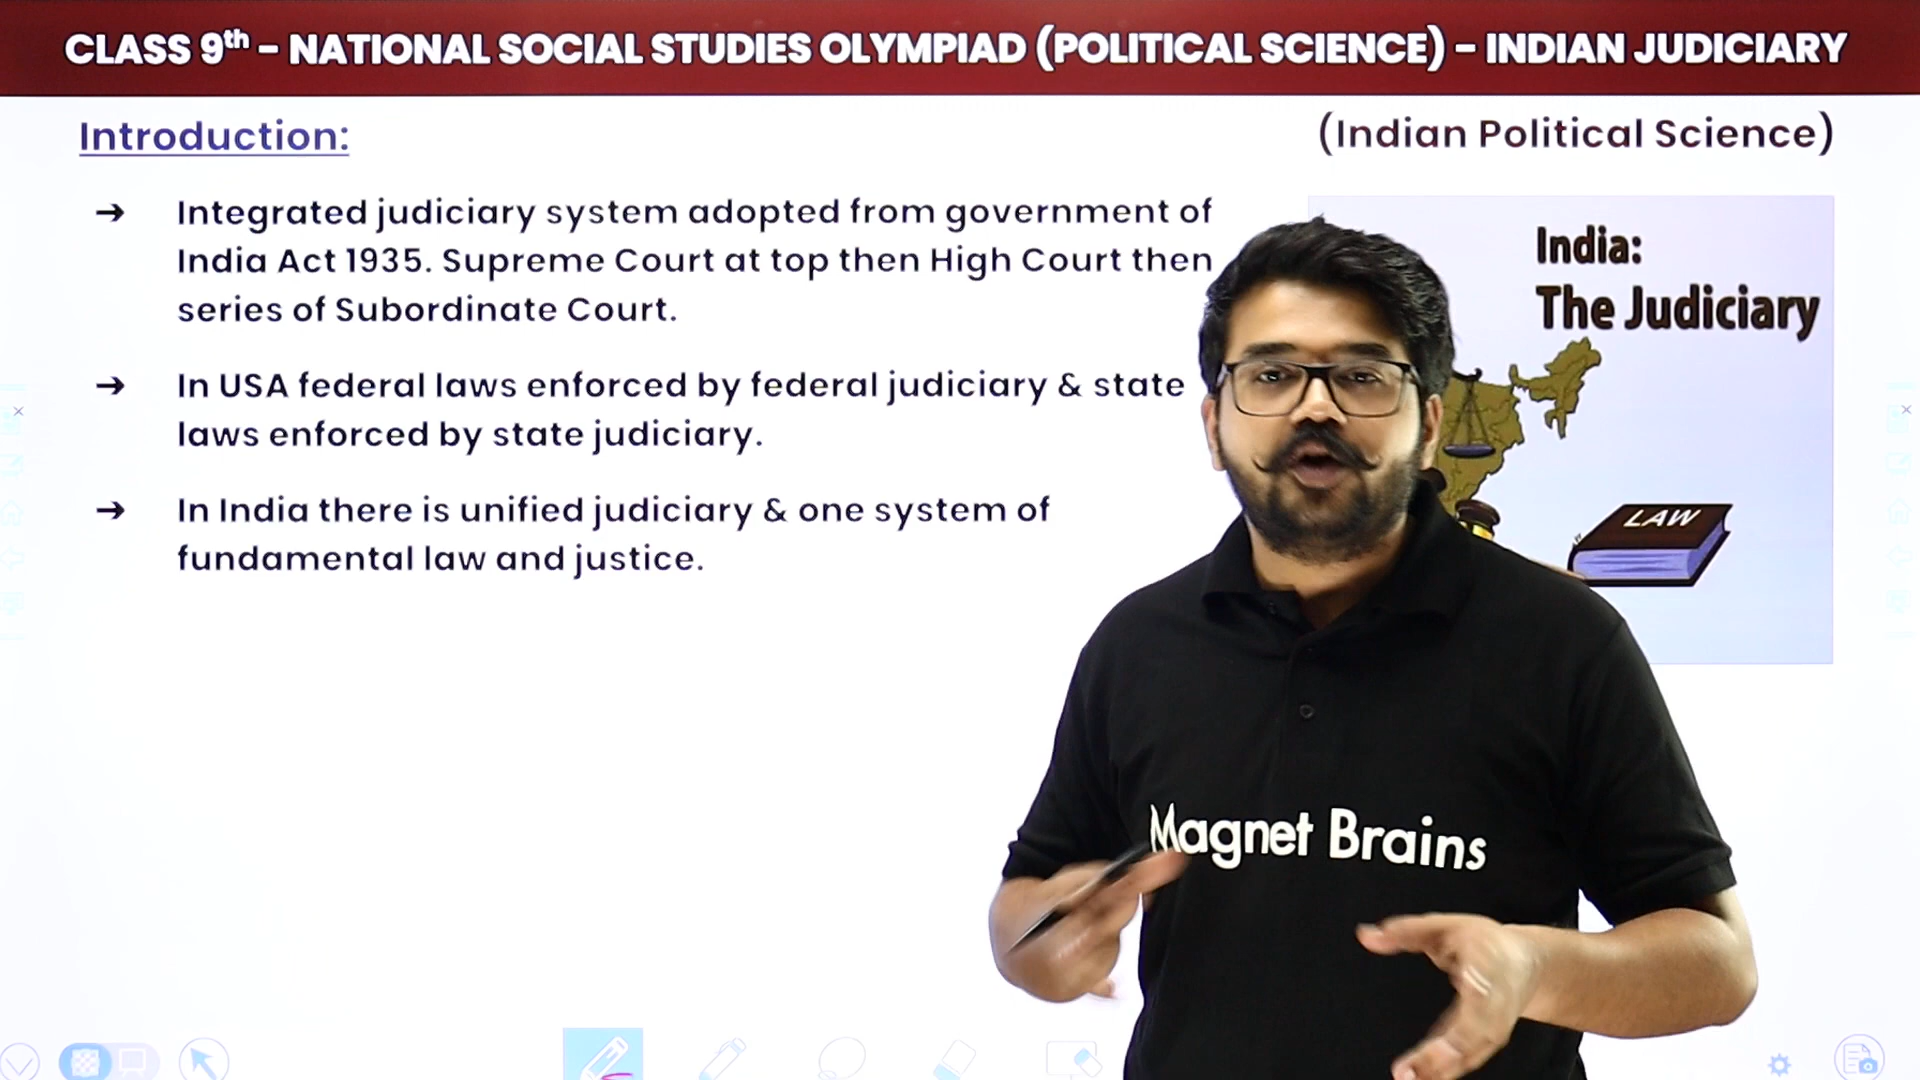 CLASS 9th – NATIONAL SOCIAL STUDIES OLYMPIAD (POLITICAL SCIENCE) – INDIAN JUDICIARY
Introduction:
(Indian Political Science)
➔ Integrated judiciary system adopted from government of
India Act 1935. Supreme Court at top then High Court then
series of Subordinate Court.
➔ In USA federal laws enforced by federal judiciary & state
laws enforced by state judiciary.
➔ In India there is unified judiciary & one system of
fundamental law and justice.
India:
The Judiciary
LAW
Magnet Brains